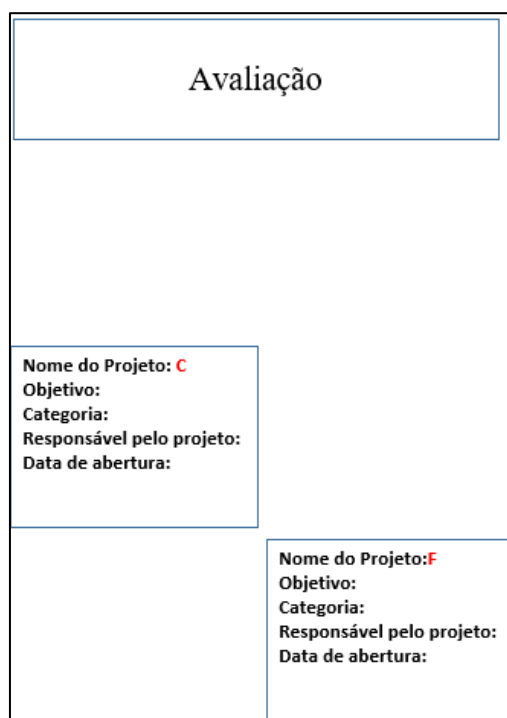 Avaliação
Nome do Projeto: C
Objetivo:
Categoria:
Responsável pelo projeto:
Data de abertura:
Nome do Projeto:F
Objetivo:
Categoria:
Responsável pelo projeto:
Data de abertura: